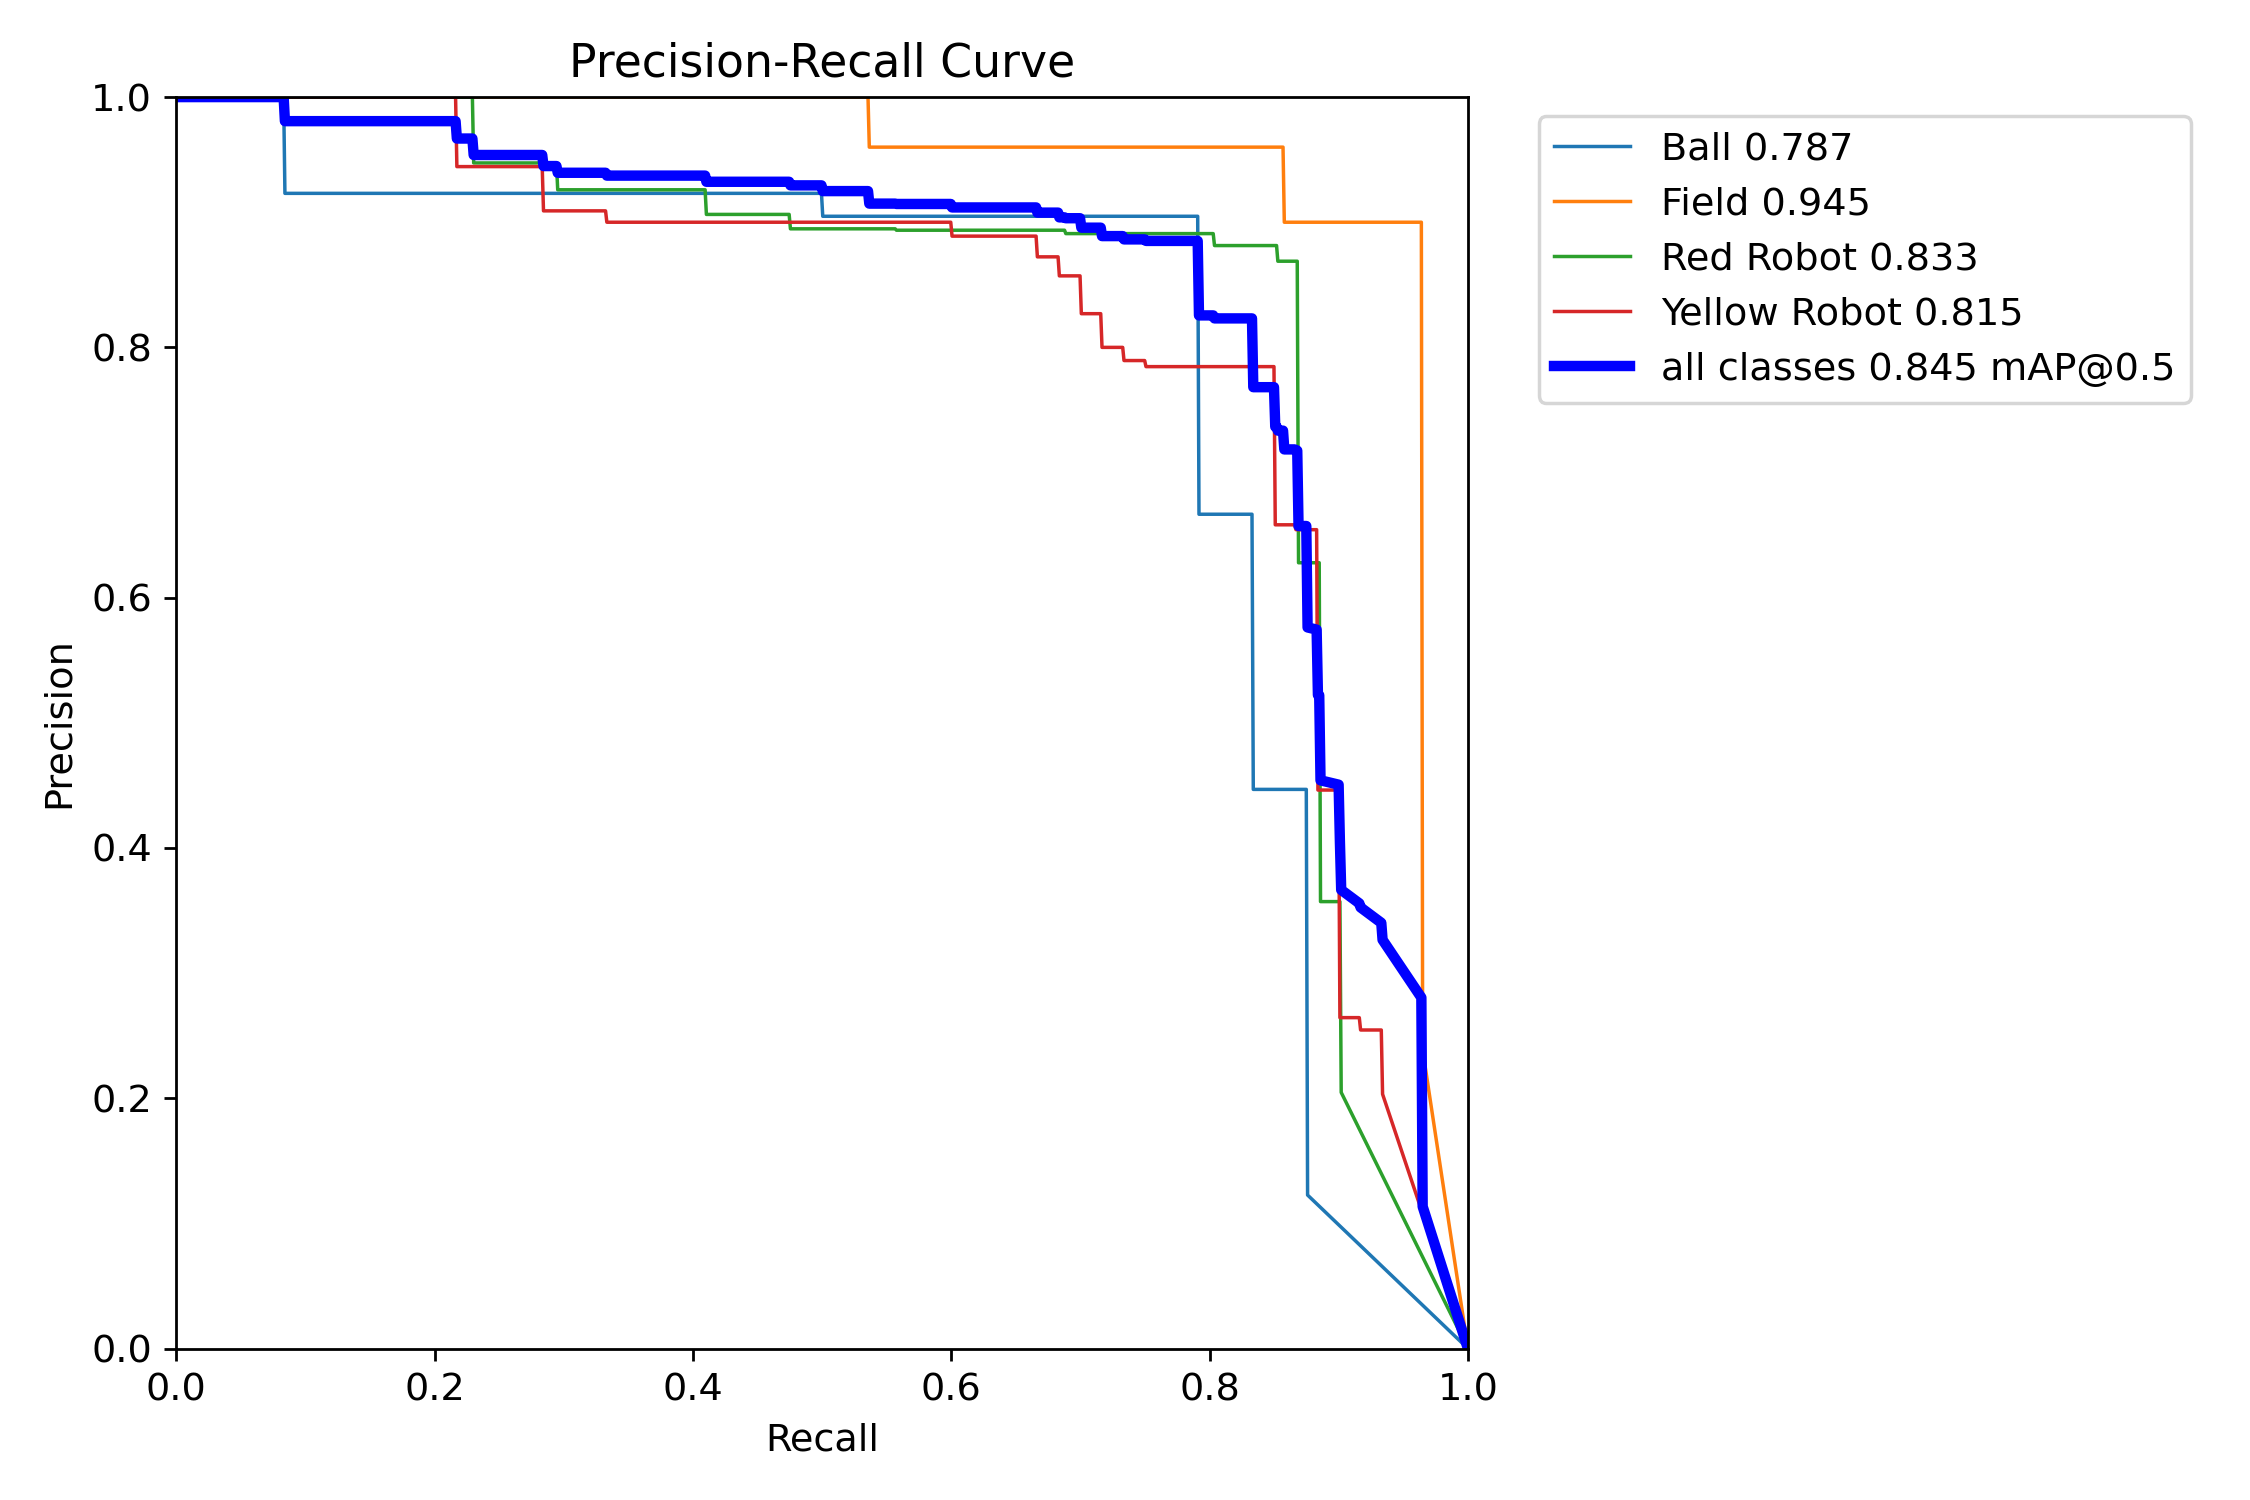 Precision-Recall Curve
1.0
0.8
0.6
0.4
0.2
0.0
Precision
0.0 0.2 0.4 0.6 0.8 1.0
Recall
Ball 0.787
Field 0.945
Red Robot 0.833
Yellow Robot 0.815
all classes 0.845 mAP@0.5